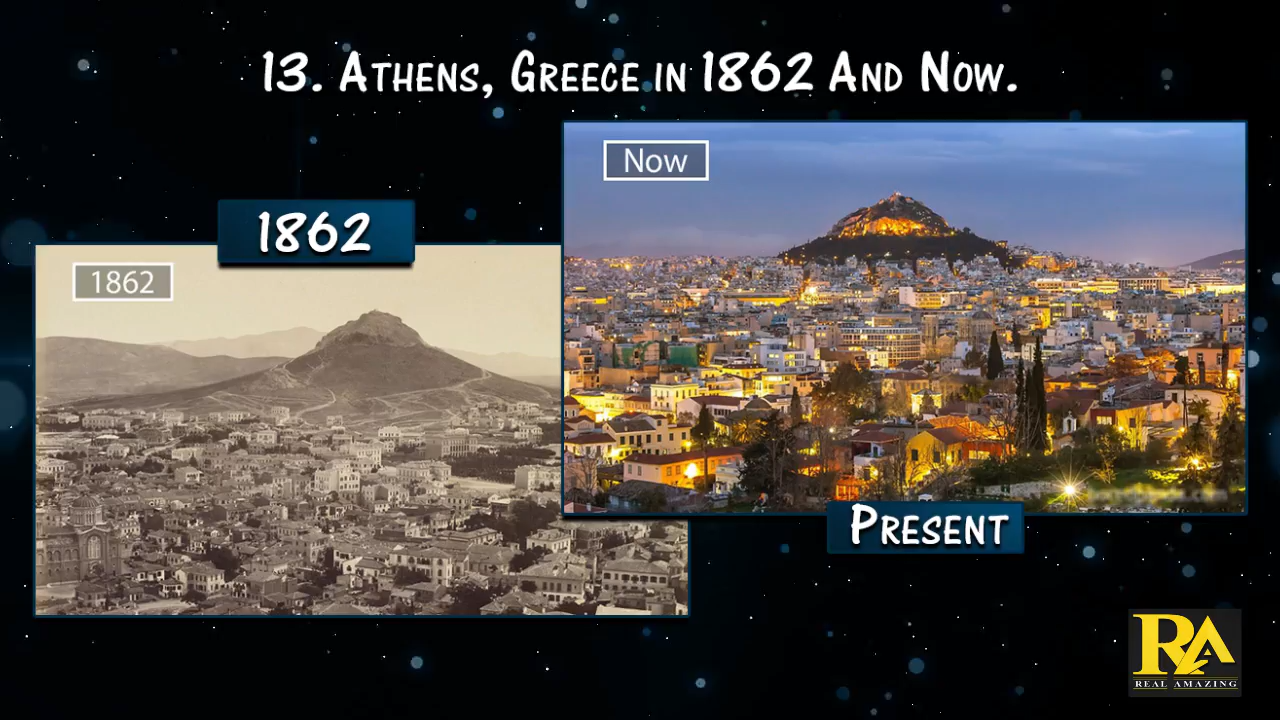 13. Athens, Greece in 1862 And Now.
1862
1862
Now
Present
RA
REAL AMAZING